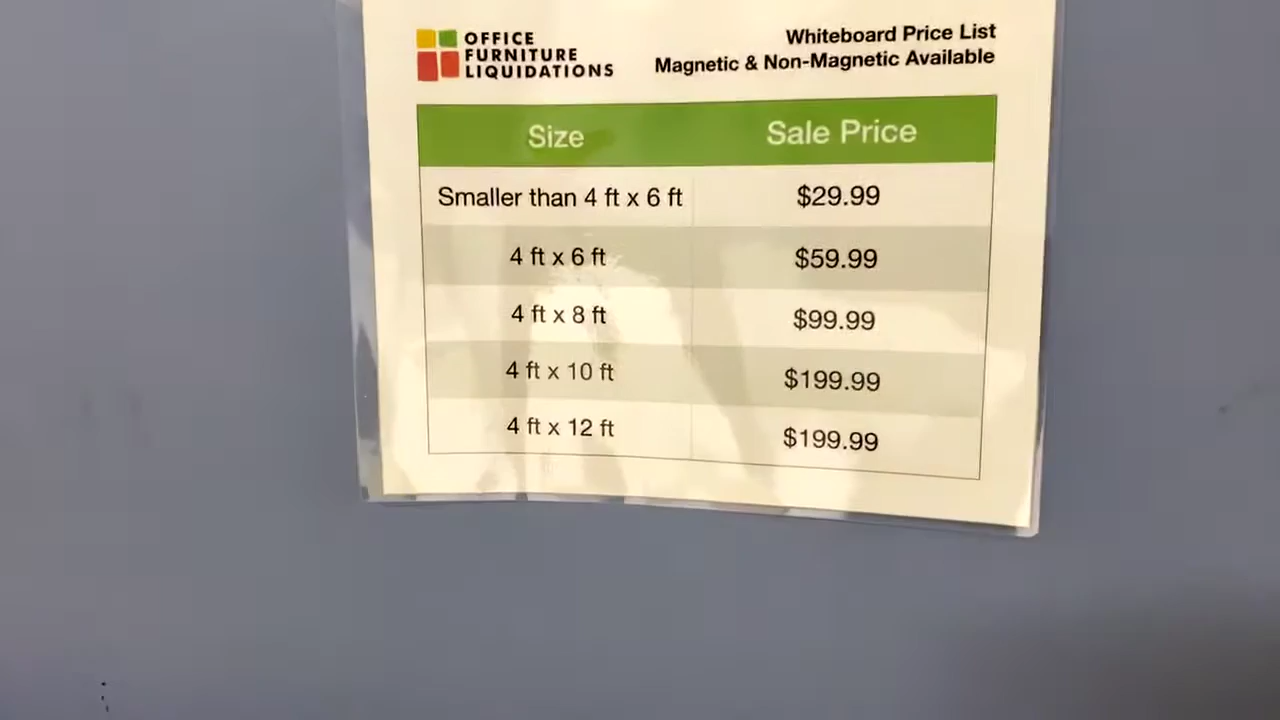 OFFICE
FURNITURE
LIQUIDATIONS
Whiteboard Price List
Magnetic & Non-Magnetic Available
Size Sale Price
Smaller than 4 ft x 6 ft $29.99
4 ft x 6 ft $59.99
4 ft x 8 ft $99.99
4 ft x 10 ft $199.99
4 ft x 12 ft $199.99